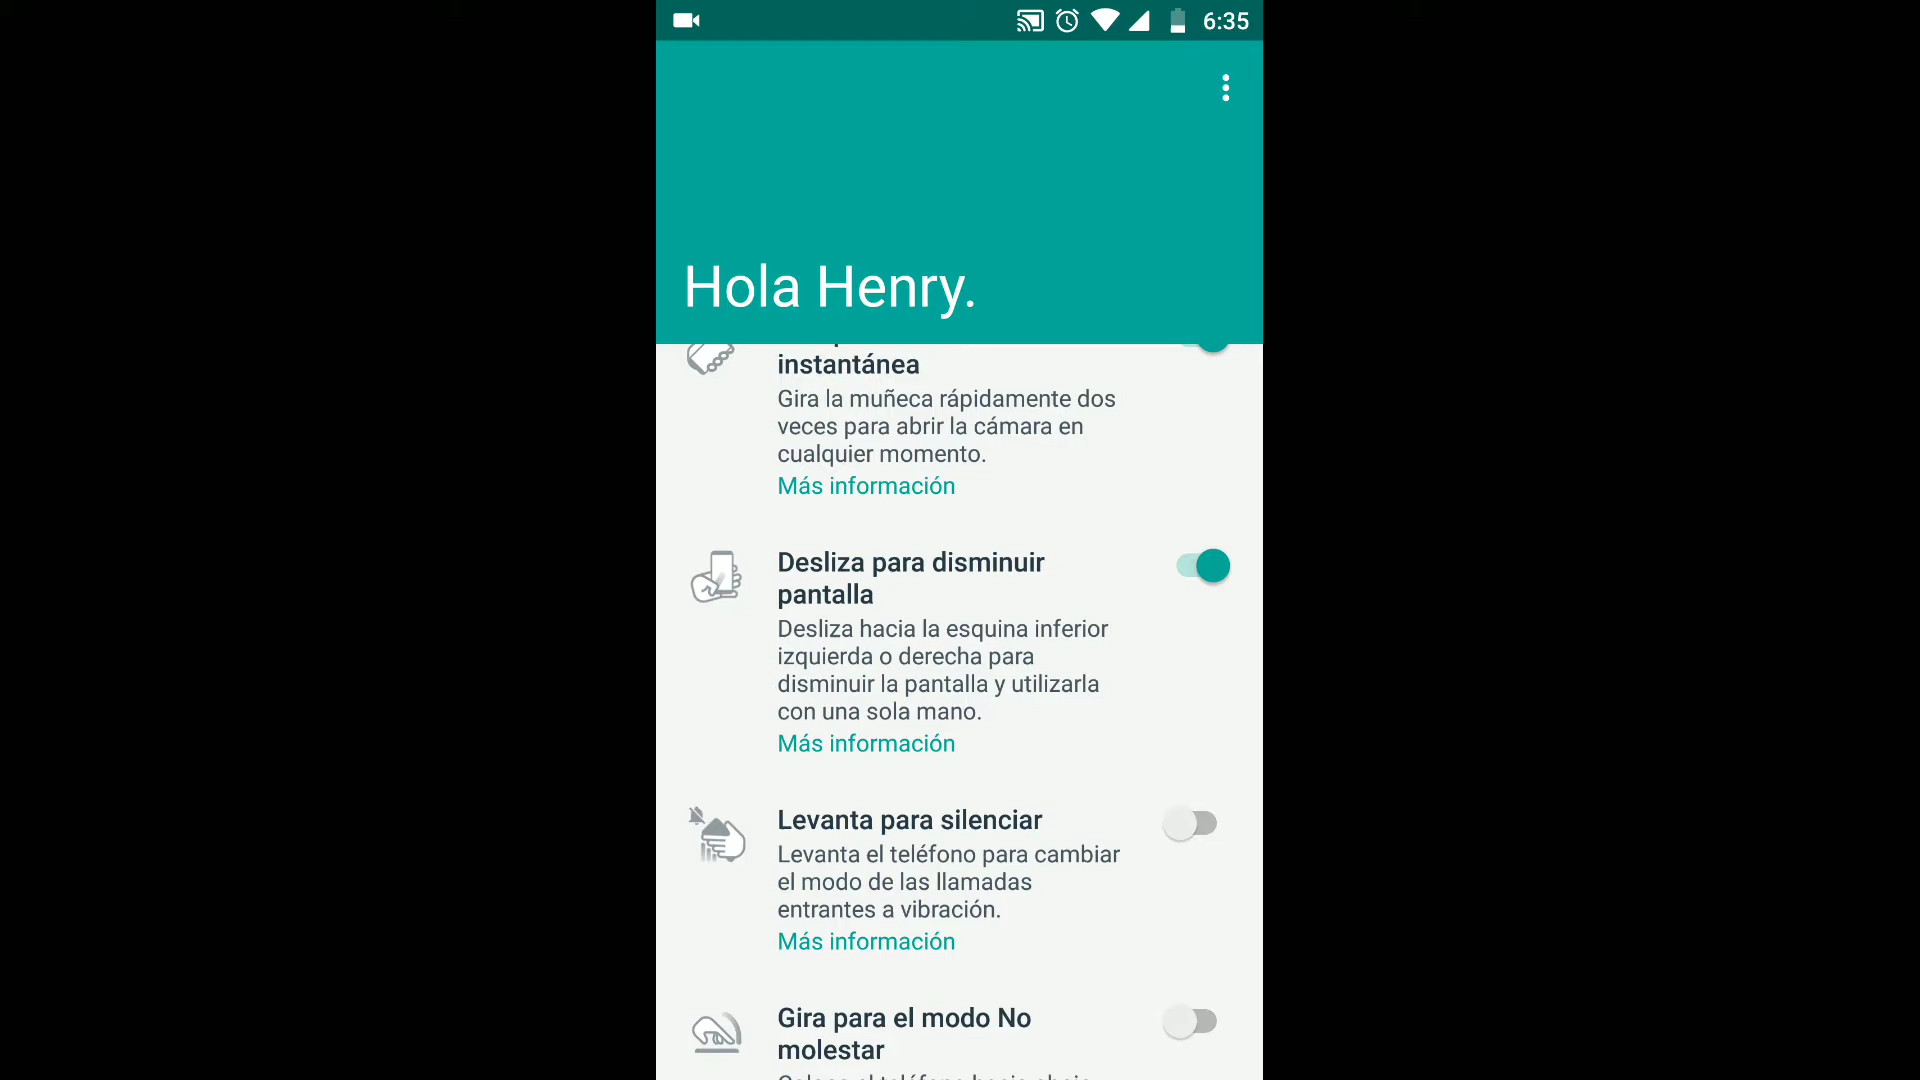 6:35
Hola Henry.
instantánea
Gira la muñeca rápidamente dos
veces para abrir la cámara en
cualquier momento.
Más información
Desliza para disminuir
pantalla
Desliza hacia la esquina inferior
izquierda o derecha para
disminuir la pantalla y utilizarla
con una sola mano.
Más información
Levanta para silenciar
Levanta el teléfono para cambiar
el modo de las llamadas
entrantes a vibración.
Más información
Gira para el modo No
molestar